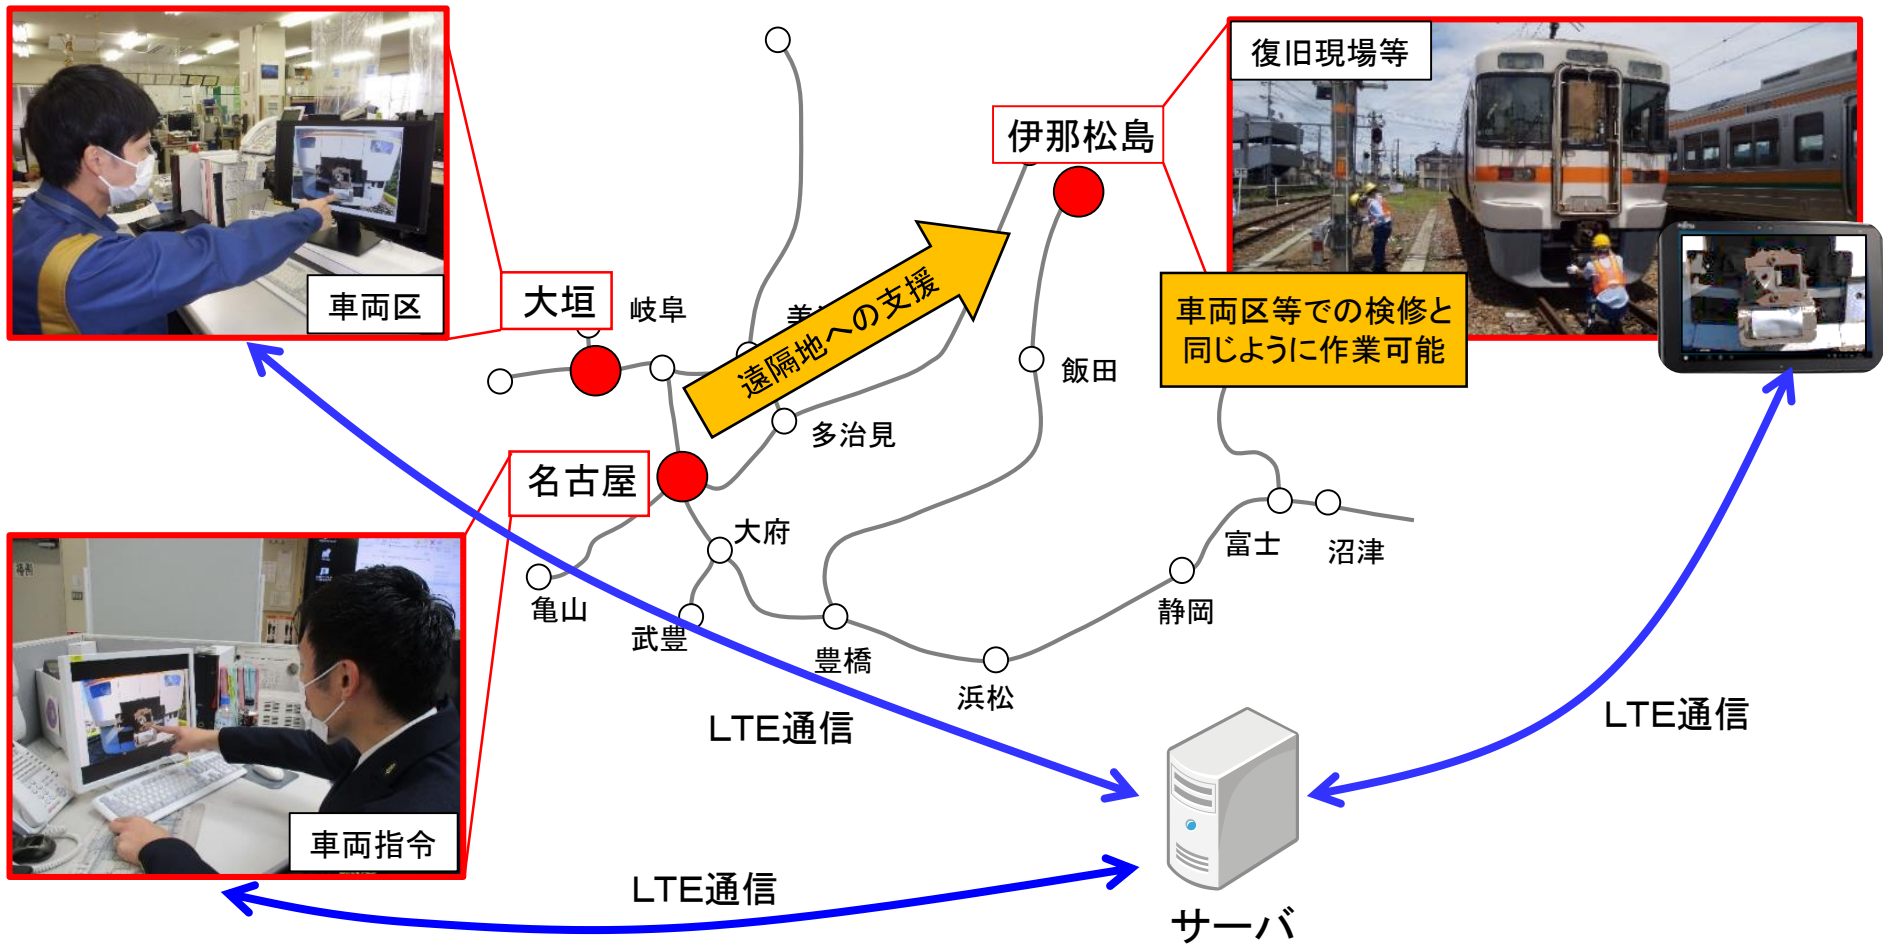 復旧現場等
伊那松島
車両区
大垣
岐阜
遠隔地への支援
車両区等での検修と
同じように作業可能
飯田
多治見
名古屋
大府
富士
沼津
亀山
武豊
静岡
豊橋
浜松
LTE通信
LTE通信
車両指令
LTE通信
サーバ